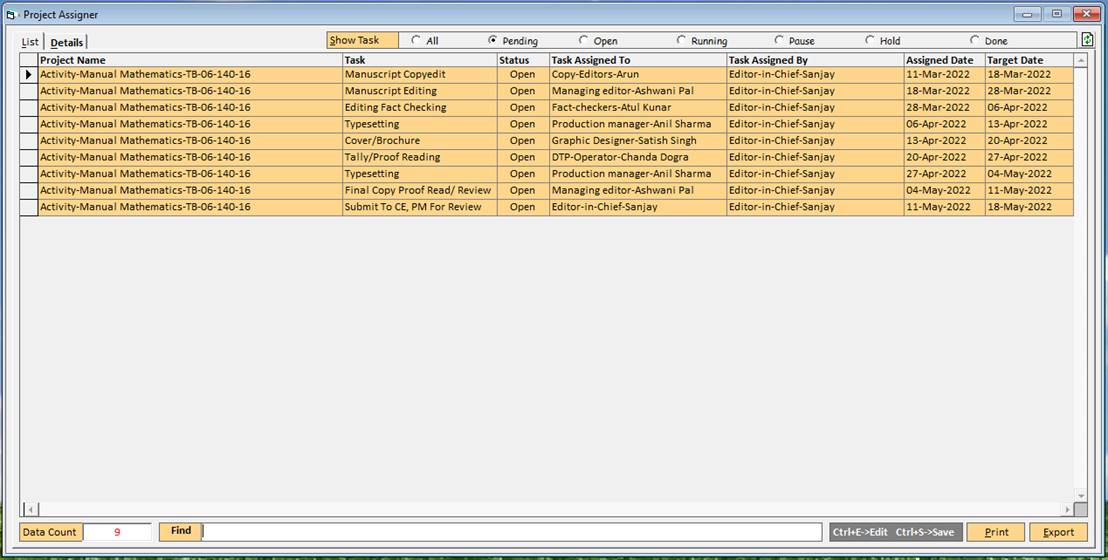 Project Assigner
List Details Show Task All Pending Open Running Pause Hold Done
Project Name Task Status Task Assigned To Task Assigned By Assigned Date Target Date
Activity-Manual Mathematics-TB-06-140-16 Manuscript Copyedit Open Copy-Editors-Arun Editor-in-Chief-Sanjay 11-Mar-2022 18-Mar-2022
Activity-Manual Mathematics-TB-06-140-16 Manuscript Editing Open Managing editor-Ashwani Pal Editor-in-Chief-Sanjay 18-Mar-2022 28-Mar-2022
Activity-Manual Mathematics-TB-06-140-16 Editing Fact Checking Open Fact-checkers-Atul Kunar Editor-in-Chief-Sanjay 28-Mar-2022 06-Apr-2022
Activity-Manual Mathematics-TB-06-140-16 Typesetting Open Production manager-Anil Sharma Editor-in-Chief-Sanjay 06-Apr-2022 13-Apr-2022
Activity-Manual Mathematics-TB-06-140-16 Cover/Brochure Open Graphic Designer-Satish Singh Editor-in-Chief-Sanjay 13-Apr-2022 20-Apr-2022
Activity-Manual Mathematics-TB-06-140-16 Tally/Proof Reading Open DTP-Operator-Chanda Dogra Editor-in-Chief-Sanjay 20-Apr-2022 27-Apr-2022
Activity-Manual Mathematics-TB-06-140-16 Typesetting Open Production manager-Anil Sharma Editor-in-Chief-Sanjay 27-Apr-2022 04-May-2022
Activity-Manual Mathematics-TB-06-140-16 Final Copy Proof Read/ Review Open Managing editor-Ashwani Pal Editor-in-Chief-Sanjay 04-May-2022 11-May-2022
Activity-Manual Mathematics-TB-06-140-16 Submit To CE, PM For Review Open Editor-in-Chief-Sanjay Editor-in-Chief-Sanjay 11-May-2022 18-May-2022
Data Count 9 Find Ctrl+E->Edit Ctrl+S->Save Print Export